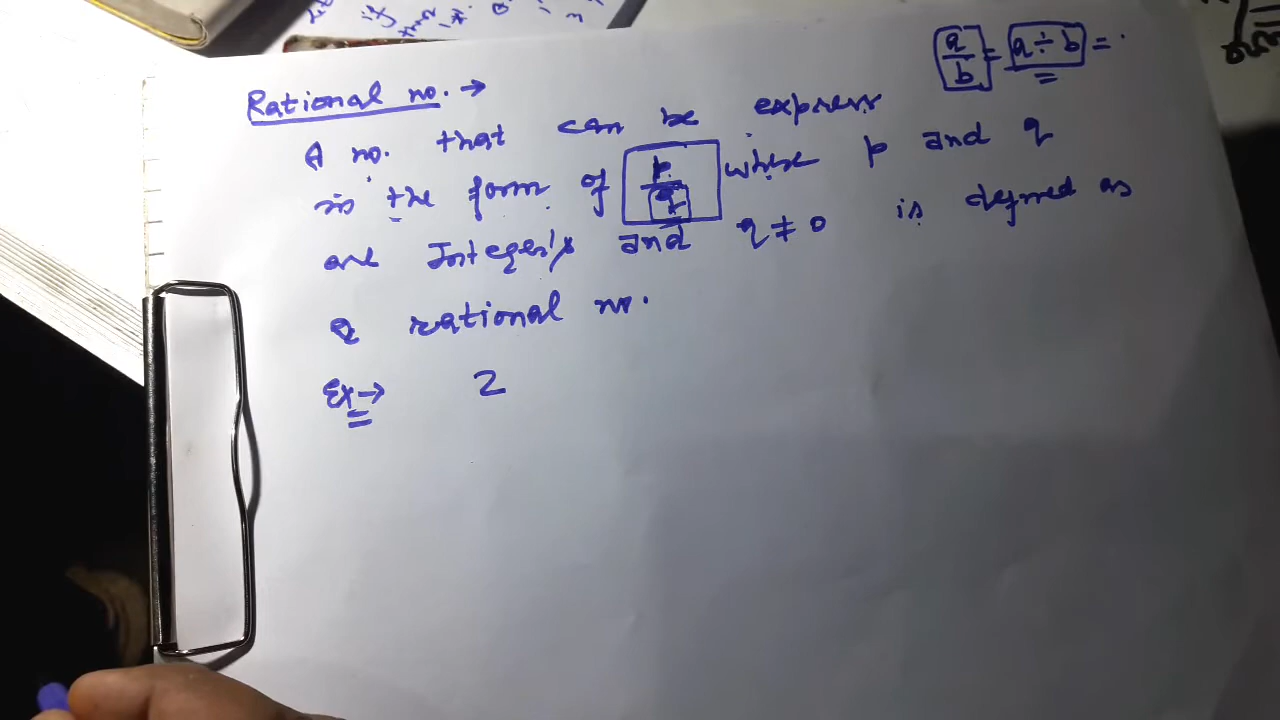 a/b = a ÷ b = .
Rational no. →
A no. that can be express
in the form of p/q where p and q
are Integer's and q ≠ 0 is defined as
a rational no.
Ex → 2